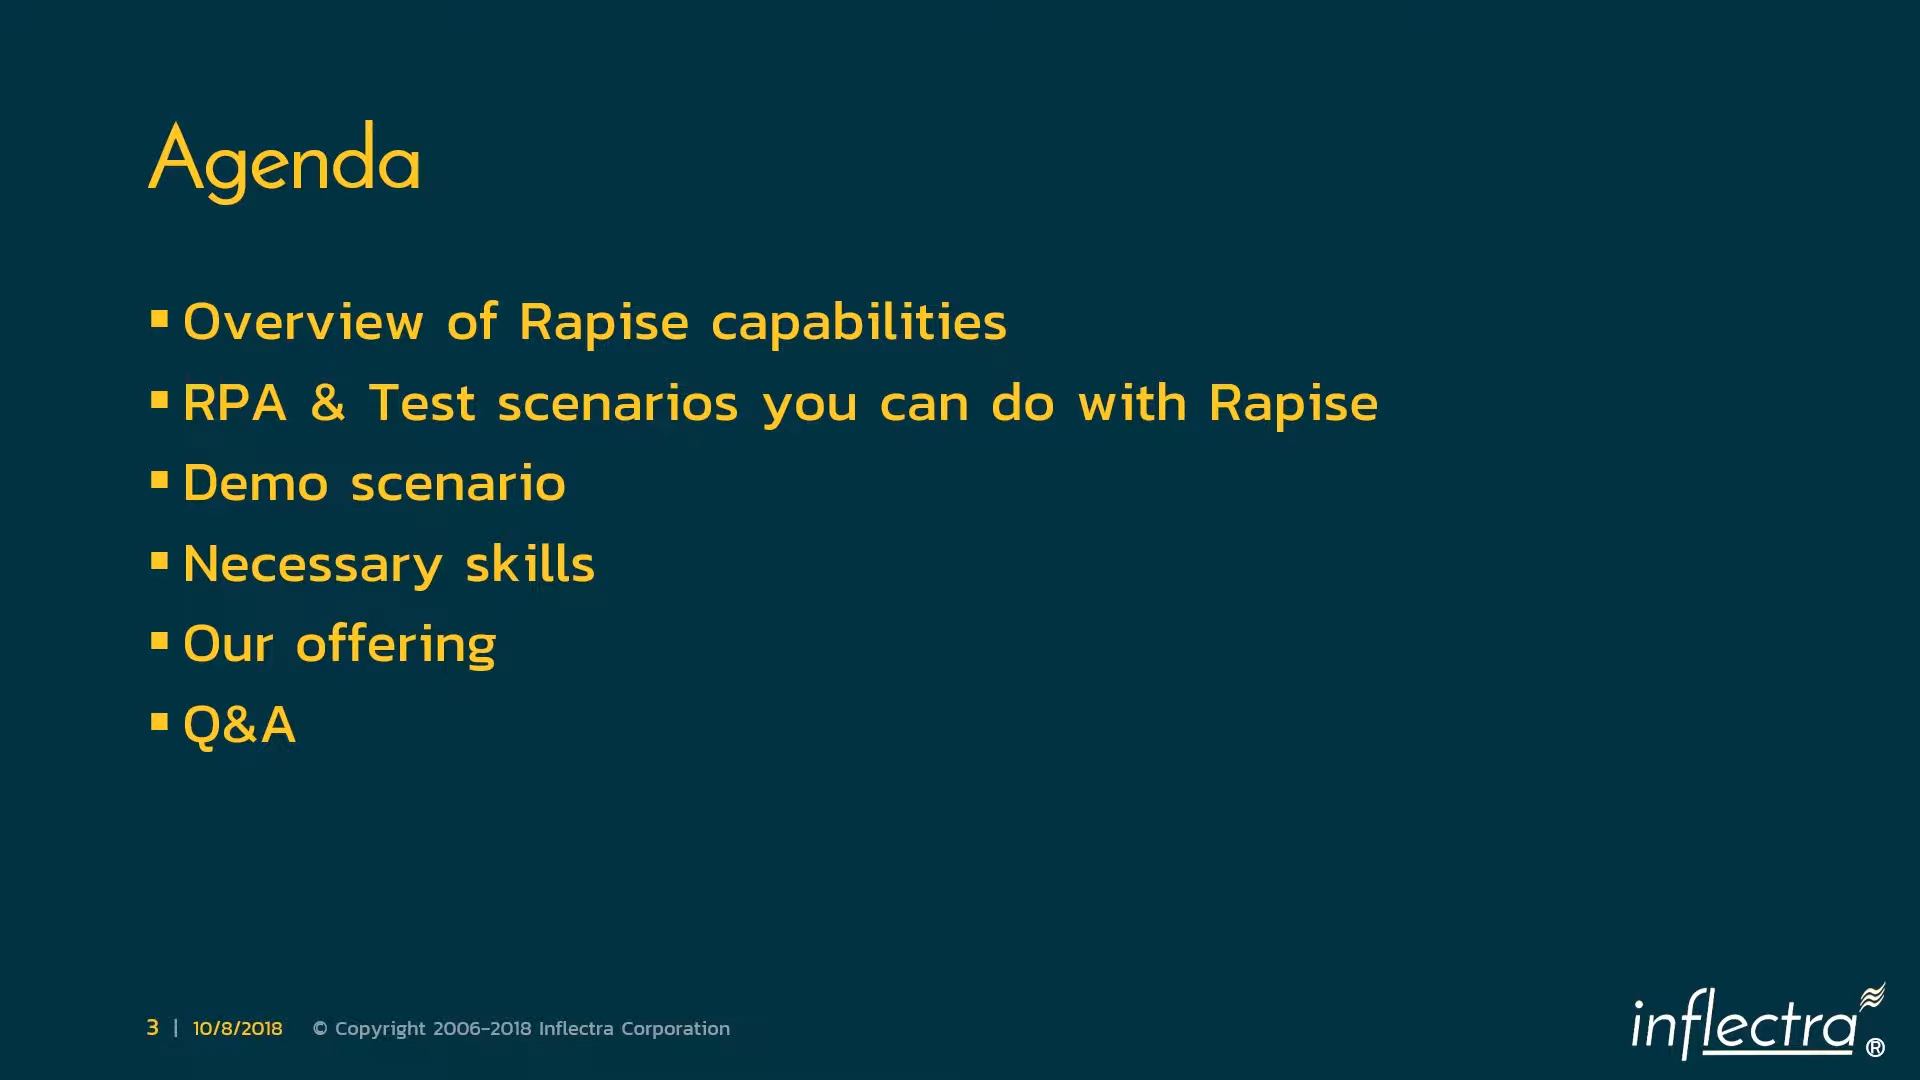 Agenda
▪ Overview of Rapise capabilities
▪ RPA & Test scenarios you can do with Rapise
▪ Demo scenario
▪ Necessary skills
▪ Our offering
▪ Q&A
3 | 10/8/2018 © Copyright 2006-2018 Inflectra Corporation
inflectra®